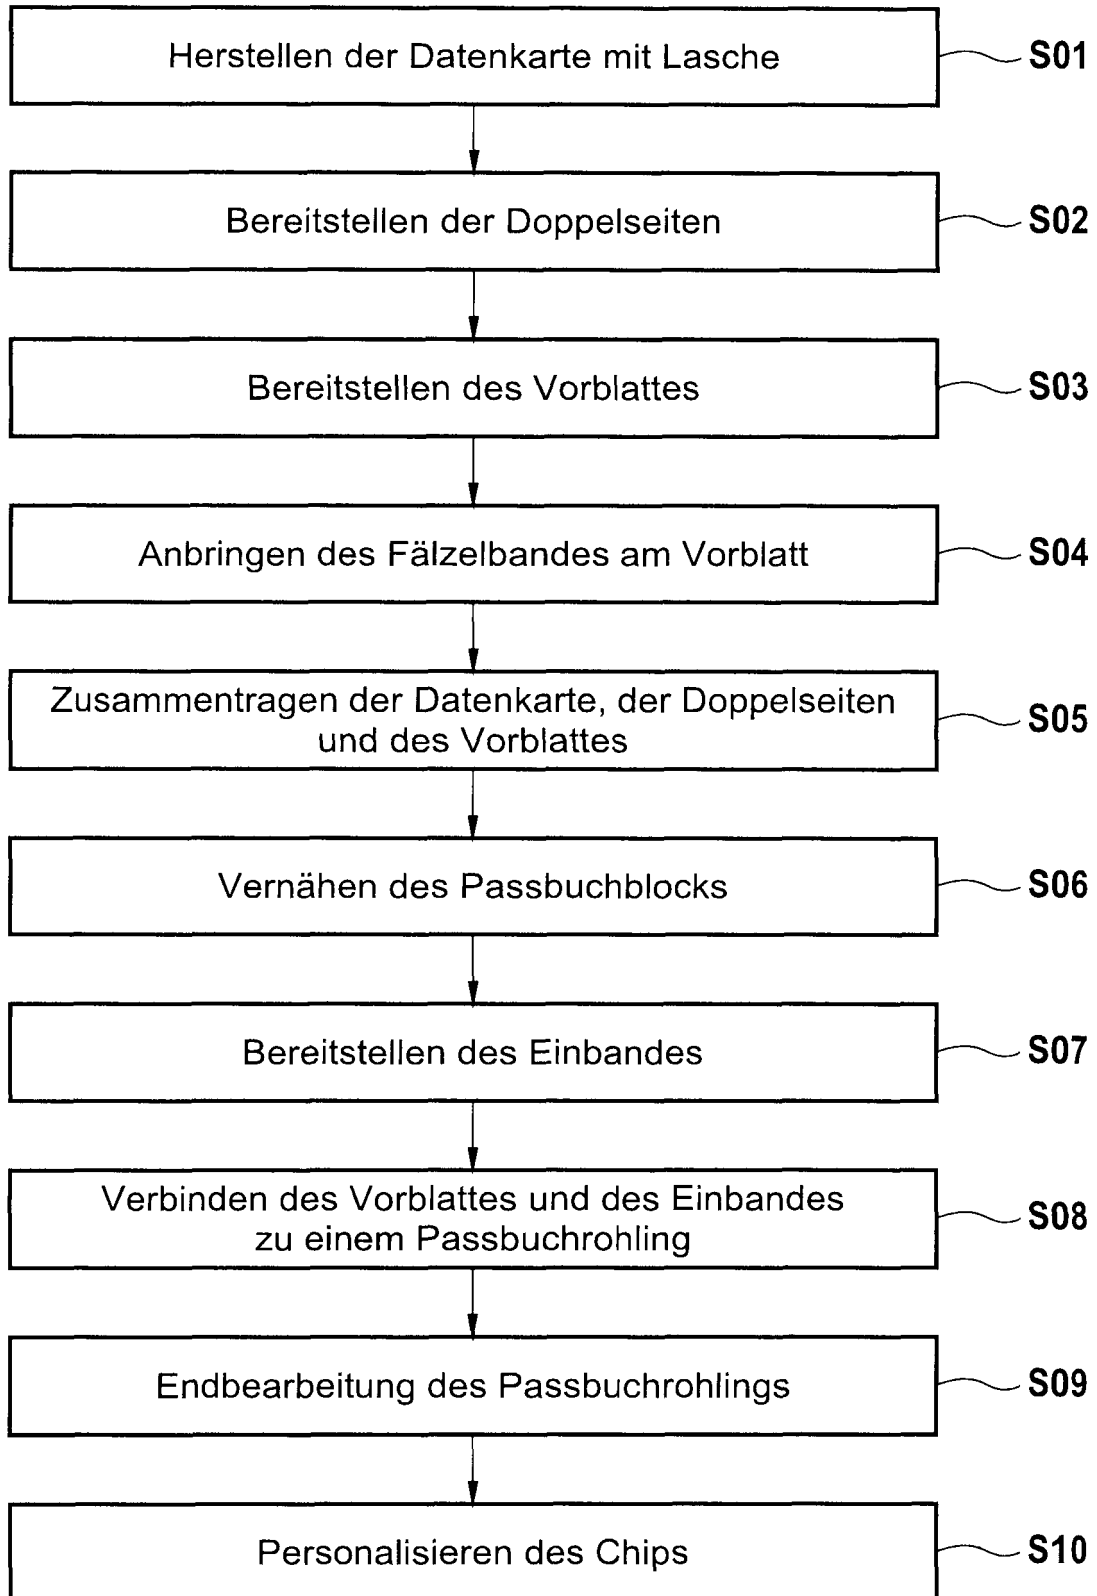 Herstellen der Datenkarte mit Lasche S01
Bereitstellen der Doppelseiten S02
Bereitstellen des Vorblattes S03
Anbringen des Fälzelbandes am Vorblatt S04
Zusammentragen der Datenkarte, der Doppelseiten
und des Vorblattes S05
Vernähen des Passbuchblocks S06
Bereitstellen des Einbandes S07
Verbinden des Vorblattes und des Einbandes
zu einem Passbuchrohling S08
Endbearbeitung des Passbuchrohlings S09
Personalisieren des Chips S10